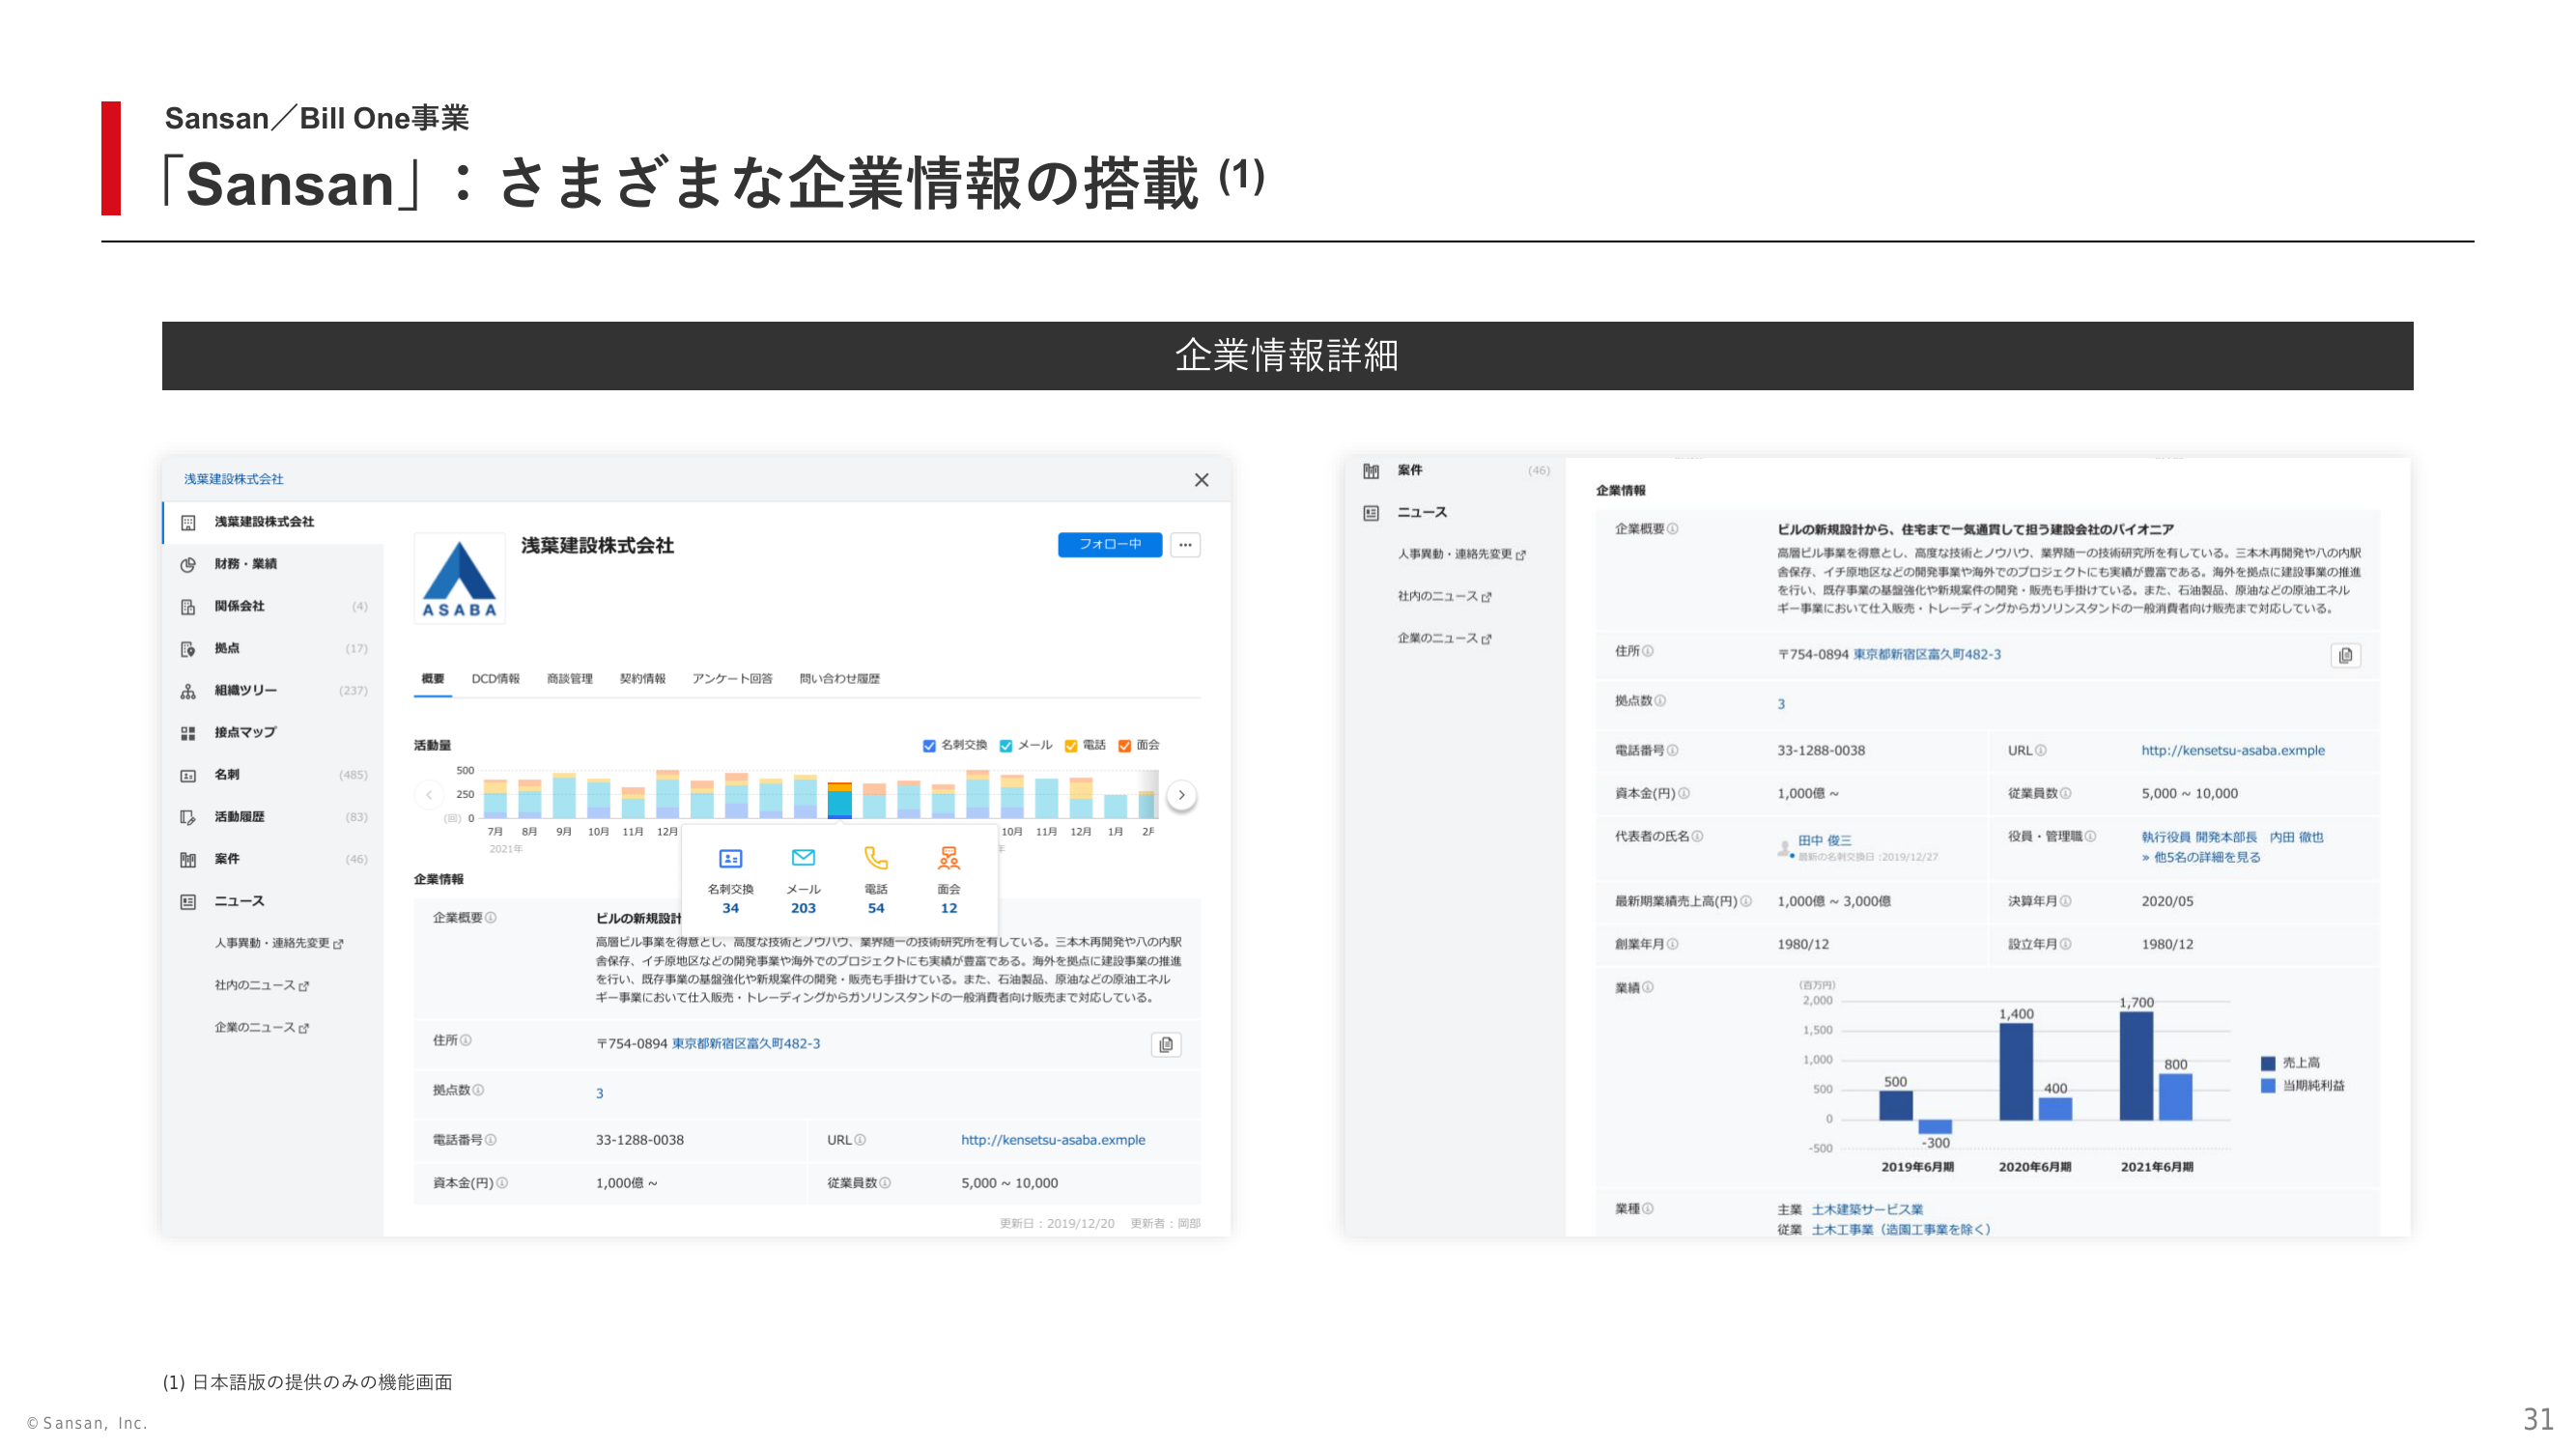 Sansan／Bill One事業
「Sansan」：さまざまな企業情報の搭載 (1)
企業情報詳細
浅葉建設株式会社
浅葉建設株式会社
財務・業績
関係会社 (4)
拠点 (17)
組織ツリー (237)
接点マップ
名刺 (485)
活動履歴 (83)
案件 (46)
ニュース
人事異動・連絡先変更
社内のニュース
企業のニュース
ASABA
浅葉建設株式会社
フォロー中
概要 DCD情報 商談管理 契約情報 アンケート回答 問い合わせ履歴
活動量
名刺交換 メール 電話 面会
500
250
(回) 0
7月 8月 9月 10月 11月 12月 10月 11月 12月 1月 2月
2021年
名刺交換 メール 電話 面会
34 203 54 12
企業情報
企業概要 ビルの新規設計
高層ビル事業を得意とし、高度な技術とノウハウ、業界随一の技術研究所を有している。三本木再開発や八の内駅
舎保存、イチ原地区などの開発事業や海外でのプロジェクトにも実績が豊富である。海外を拠点に建設事業の推進
を行い、既存事業の基盤強化や新規案件の開発・販売も手掛けている。また、石油製品、原油などの原油エネル
ギー事業において仕入販売・トレーディングからガソリンスタンドの一般消費者向け販売まで対応している。
住所 〒754-0894 東京都新宿区富久町482-3
拠点数 3
電話番号 33-1288-0038 URL http://kensetsu-asaba.exmple
資本金(円) 1,000億 ~ 従業員数 5,000 ~ 10,000
更新日：2019/12/20 更新者：岡部
案件 (46)
ニュース
人事異動・連絡先変更
社内のニュース
企業のニュース
企業情報
企業概要 ビルの新規設計から、住宅まで一気通貫して担う建設会社のパイオニア
高層ビル事業を得意とし、高度な技術とノウハウ、業界随一の技術研究所を有している。三本木再開発や八の内駅
舎保存、イチ原地区などの開発事業や海外でのプロジェクトにも実績が豊富である。海外を拠点に建設事業の推進
を行い、既存事業の基盤強化や新規案件の開発・販売も手掛けている。また、石油製品、原油などの原油エネル
ギー事業において仕入販売・トレーディングからガソリンスタンドの一般消費者向け販売まで対応している。
住所 〒754-0894 東京都新宿区富久町482-3
拠点数 3
電話番号 33-1288-0038 URL http://kensetsu-asaba.exmple
資本金(円) 1,000億 ~ 従業員数 5,000 ~ 10,000
代表者の氏名 田中 俊三 役員・管理職 執行役員 開発本部長 内田 徹也
最新の名刺交換日 :2019/12/27 » 他5名の詳細を見る
最新期業績売上高(円) 1,000億 ~ 3,000億 決算年月 2020/05
創業年月 1980/12 設立年月 1980/12
業績 (百万円)
2,000
1,500
1,000
500
0
-500
500
-300
1,400
400
1,700
800
2019年6月期 2020年6月期 2021年6月期
売上高
当期純利益
業種 主業 土木建築サービス業
従業 土木工事業（造園工事業を除く）
(1) 日本語版の提供のみの機能画面
© Sansan, Inc.
31